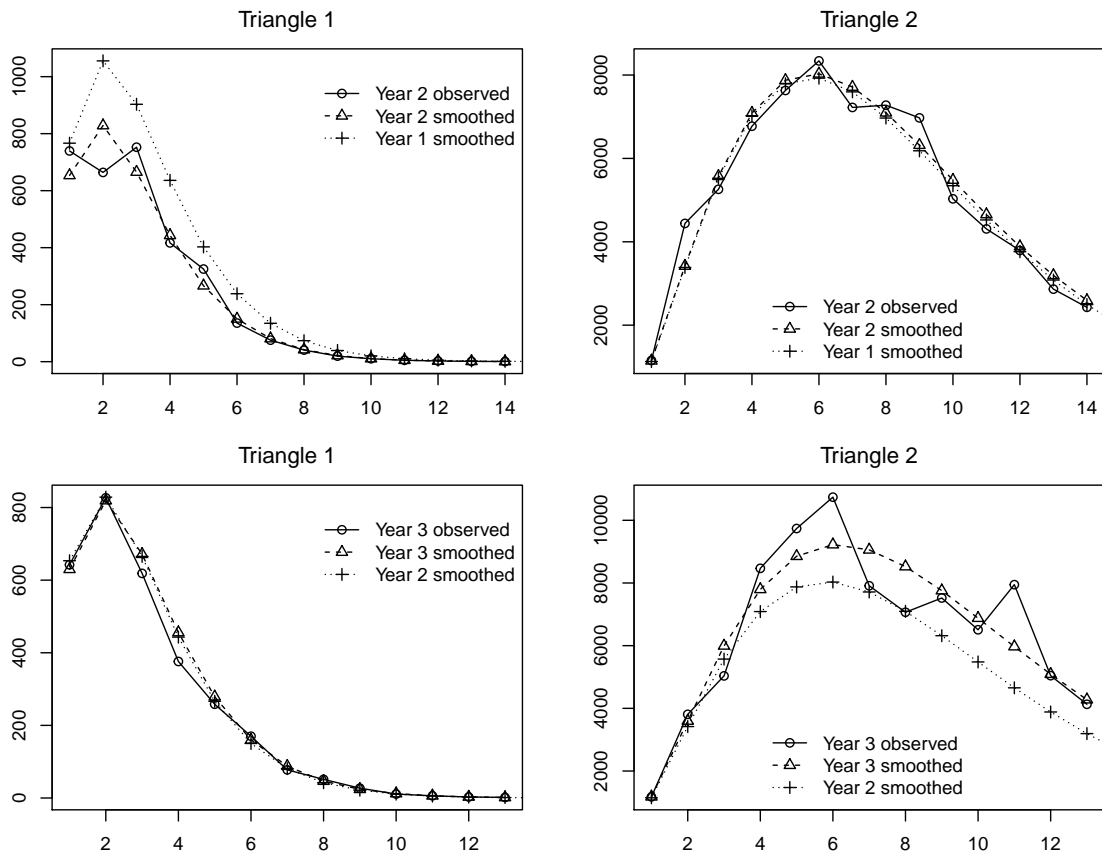 Triangle 1
0 200 400 600 800 1000
Year 2 observed
Year 2 smoothed
Year 1 smoothed
2 4 6 8 10 12 14
Triangle 2
2000 4000 6000 8000
Year 2 observed
Year 2 smoothed
Year 1 smoothed
2 4 6 8 10 12 14
Triangle 1
0 200 400 600 800
Year 3 observed
Year 3 smoothed
Year 2 smoothed
2 4 6 8 10 12
Triangle 2
2000 4000 6000 8000 10000
Year 3 observed
Year 3 smoothed
Year 2 smoothed
2 4 6 8 10 12